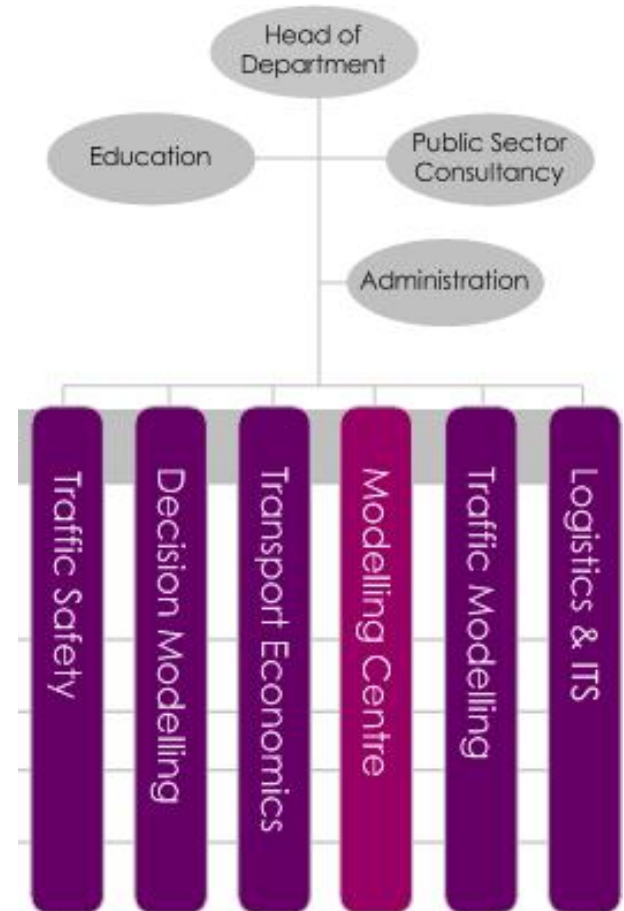 Head of
Department
Education
Public Sector
Consultancy
Administration
Traffic Safety
Decision Modelling
Transport Economics
Modelling Centre
Traffic Modelling
Logistics & ITS